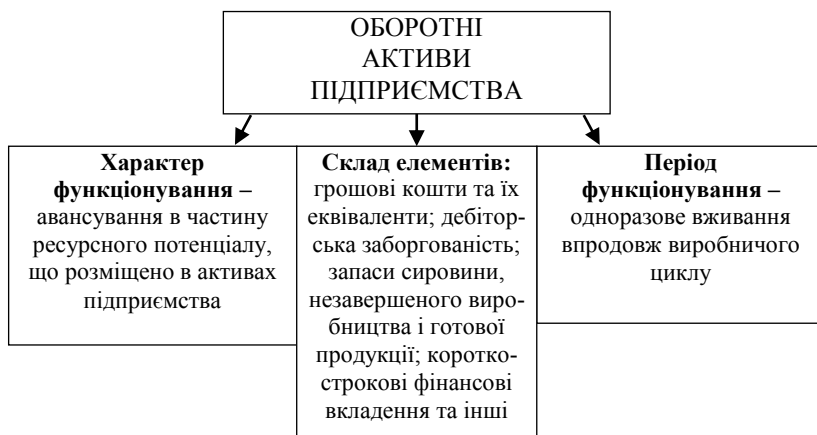 ОБОРОТНІ
АКТИВИ
ПІДПРИЄМСТВА
Характер
функціонування –
авансування в частину
ресурсного потенціалу,
що розміщено в активах
підприємства
Склад елементів:
грошові кошти та їх
еквіваленти; дебітор-
ська заборгованість;
запаси сировини,
незавершеного виро-
бництва і готової
продукції; коротко-
строкові фінансові
вкладення та інші
Період
функціонування –
одноразове вживання
впродовж виробничого
циклу